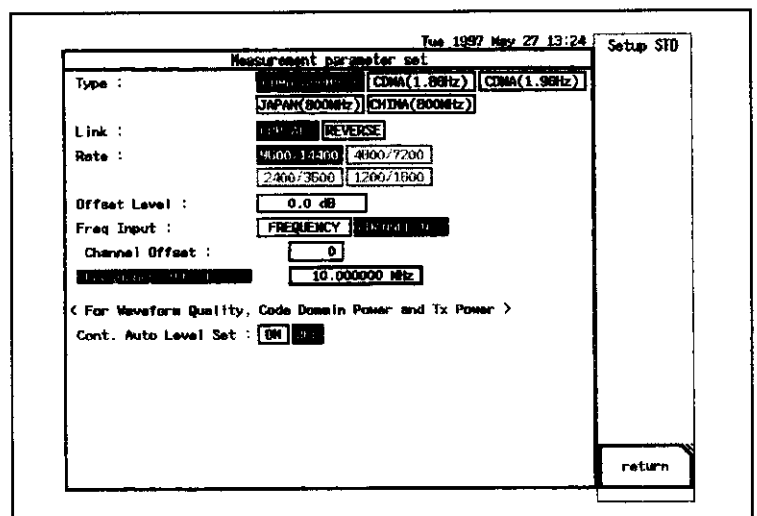 Tue 1997 May 27 13:24
Setup STD
Measurement parameter set
Type : CDMA(1.8GHz) CDMA(1.9GHz)
JAPAN(800MHz) CHINA(800MHz)
Link : REVERSE
Rate : 9600/14400 4800/7200
2400/3600 1200/1800
Offset Level : 0.0 dB
Freq Input : FREQUENCY
Channel Offset : 0
10.000000 MHz
< For Waveform Quality, Code Domain Power and Tx Power >
Cont. Auto Level Set : ON
return